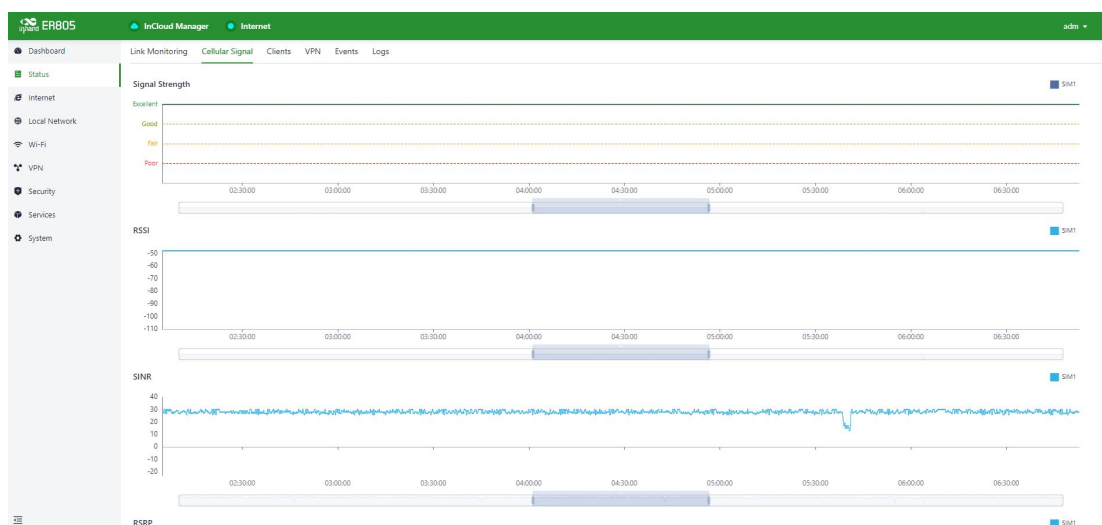 inhand ER805 InCloud Manager Internet adm
Dashboard
Status
Internet
Local Network
Wi-Fi
VPN
Security
Services
System
Link Monitoring Cellular Signal Clients VPN Events Logs
Signal Strength SIM1
Excellent
Good
Fair
Poor
02:30:00 03:00:00 03:30:00 04:00:00 04:30:00 05:00:00 05:30:00 06:00:00 06:30:00
RSSI SIM1
-50
-60
-70
-80
-90
-100
-110
02:30:00 03:00:00 03:30:00 04:00:00 04:30:00 05:00:00 05:30:00 06:00:00 06:30:00
SINR SIM1
40
30
20
10
0
-10
-20
02:30:00 03:00:00 03:30:00 04:00:00 04:30:00 05:00:00 05:30:00 06:00:00 06:30:00
RSRP SIM1